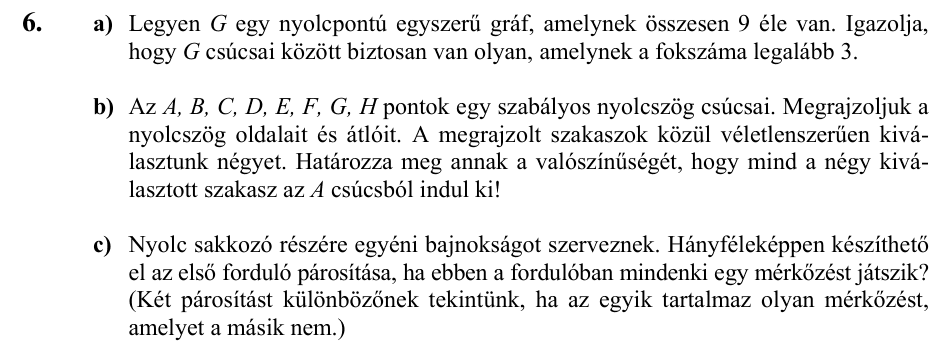 6. a) Legyen G egy nyolcpontú egyszerű gráf, amelynek összesen 9 éle van. Igazolja,
hogy G csúcsai között biztosan van olyan, amelynek a fokszáma legalább 3.
b) Az A, B, C, D, E, F, G, H pontok egy szabályos nyolcszög csúcsai. Megrajzoljuk a
nyolcszög oldalait és átlóit. A megrajzolt szakaszok közül véletlenszerűen kivá-
lasztunk négyet. Határozza meg annak a valószínűségét, hogy mind a négy kivá-
lasztott szakasz az A csúcsból indul ki!
c) Nyolc sakkozó részére egyéni bajnokságot szerveznek. Hányféleképpen készíthető
el az első forduló párosítása, ha ebben a fordulóban mindenki egy mérkőzést játszik?
(Két párosítást különbözőnek tekintünk, ha az egyik tartalmaz olyan mérkőzést,
amelyet a másik nem.)